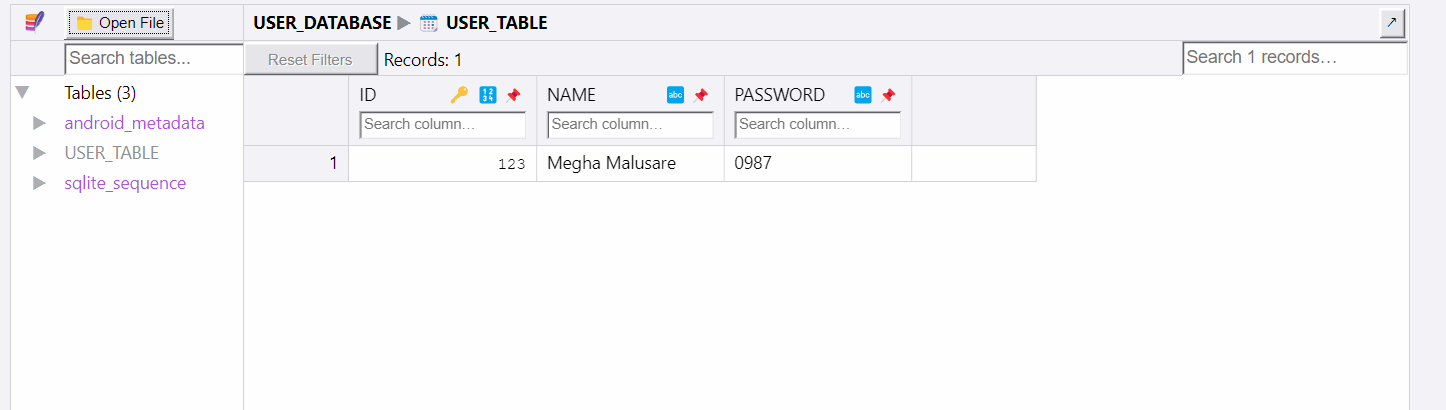 Open File
USER_DATABASE USER_TABLE
Search tables...
Reset Filters Records: 1 Search 1 records...
Tables (3)
android_metadata
USER_TABLE
sqlite_sequence
ID NAME PASSWORD
Search column... Search column... Search column...
1 123 Megha Malusare 0987